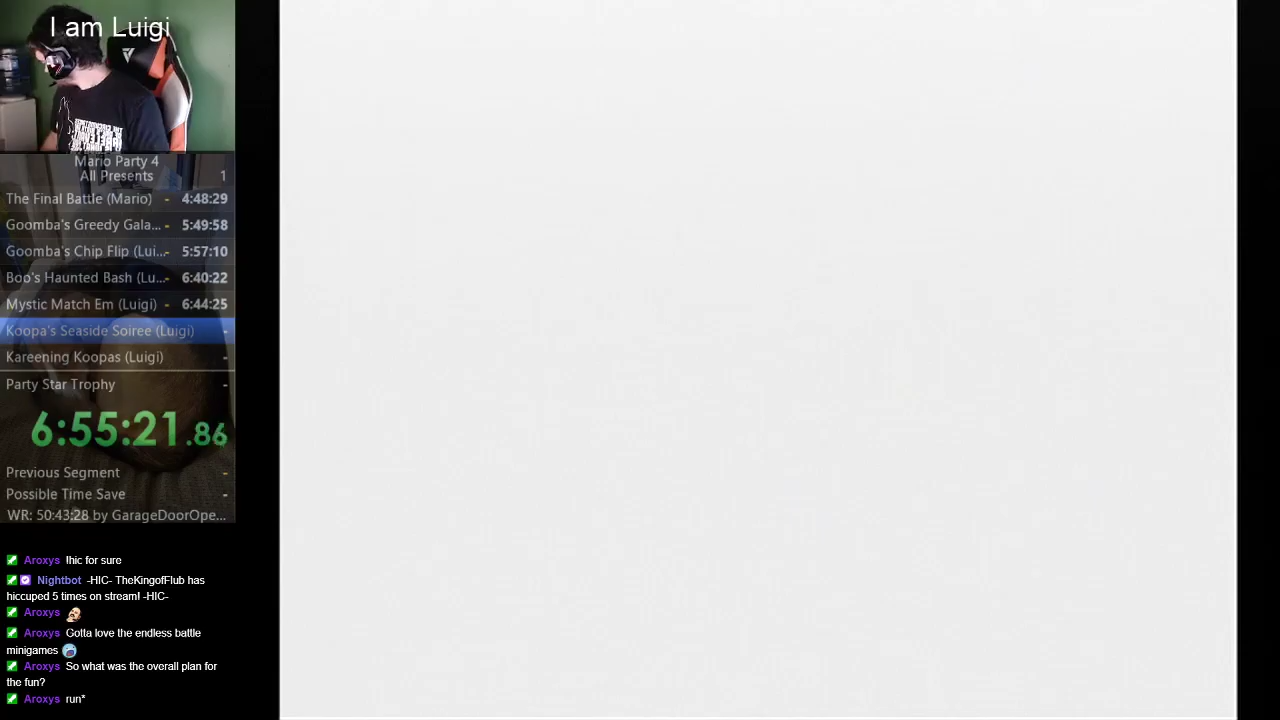 I am Luigi
Mario Party 4
All Presents 1
The Final Battle (Mario) - 4:48:29
Goomba's Greedy Gala... - 5:49:58
Goomba's Chip Flip (Lui... - 5:57:10
Boo's Haunted Bash (Lu... - 6:40:22
Mystic Match Em (Luigi) - 6:44:25
Koopa's Seaside Soiree (Luigi) -
Kareening Koopas (Luigi) -
Party Star Trophy -
6:55:21.86
Previous Segment -
Possible Time Save -
WR: 50:43:28 by GarageDoorOpe...
Aroxys !hic for sure
Nightbot -HIC- TheKingofFlub has
hiccuped 5 times on stream! -HIC-
Aroxys
Aroxys Gotta love the endless battle
minigames
Aroxys So what was the overall plan for
the fun?
Aroxys run*